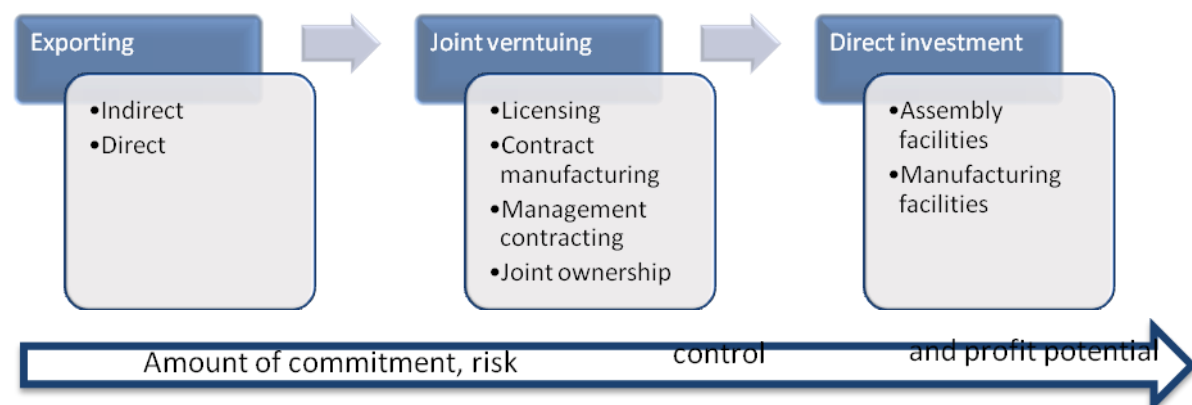 Exporting
•Indirect
•Direct
Joint verntuing
•Licensing
•Contract
manufacturing
•Management
contracting
•Joint ownership
Direct investment
•Assembly
facilities
•Manufacturing
facilities
Amount of commitment, risk control and profit potential